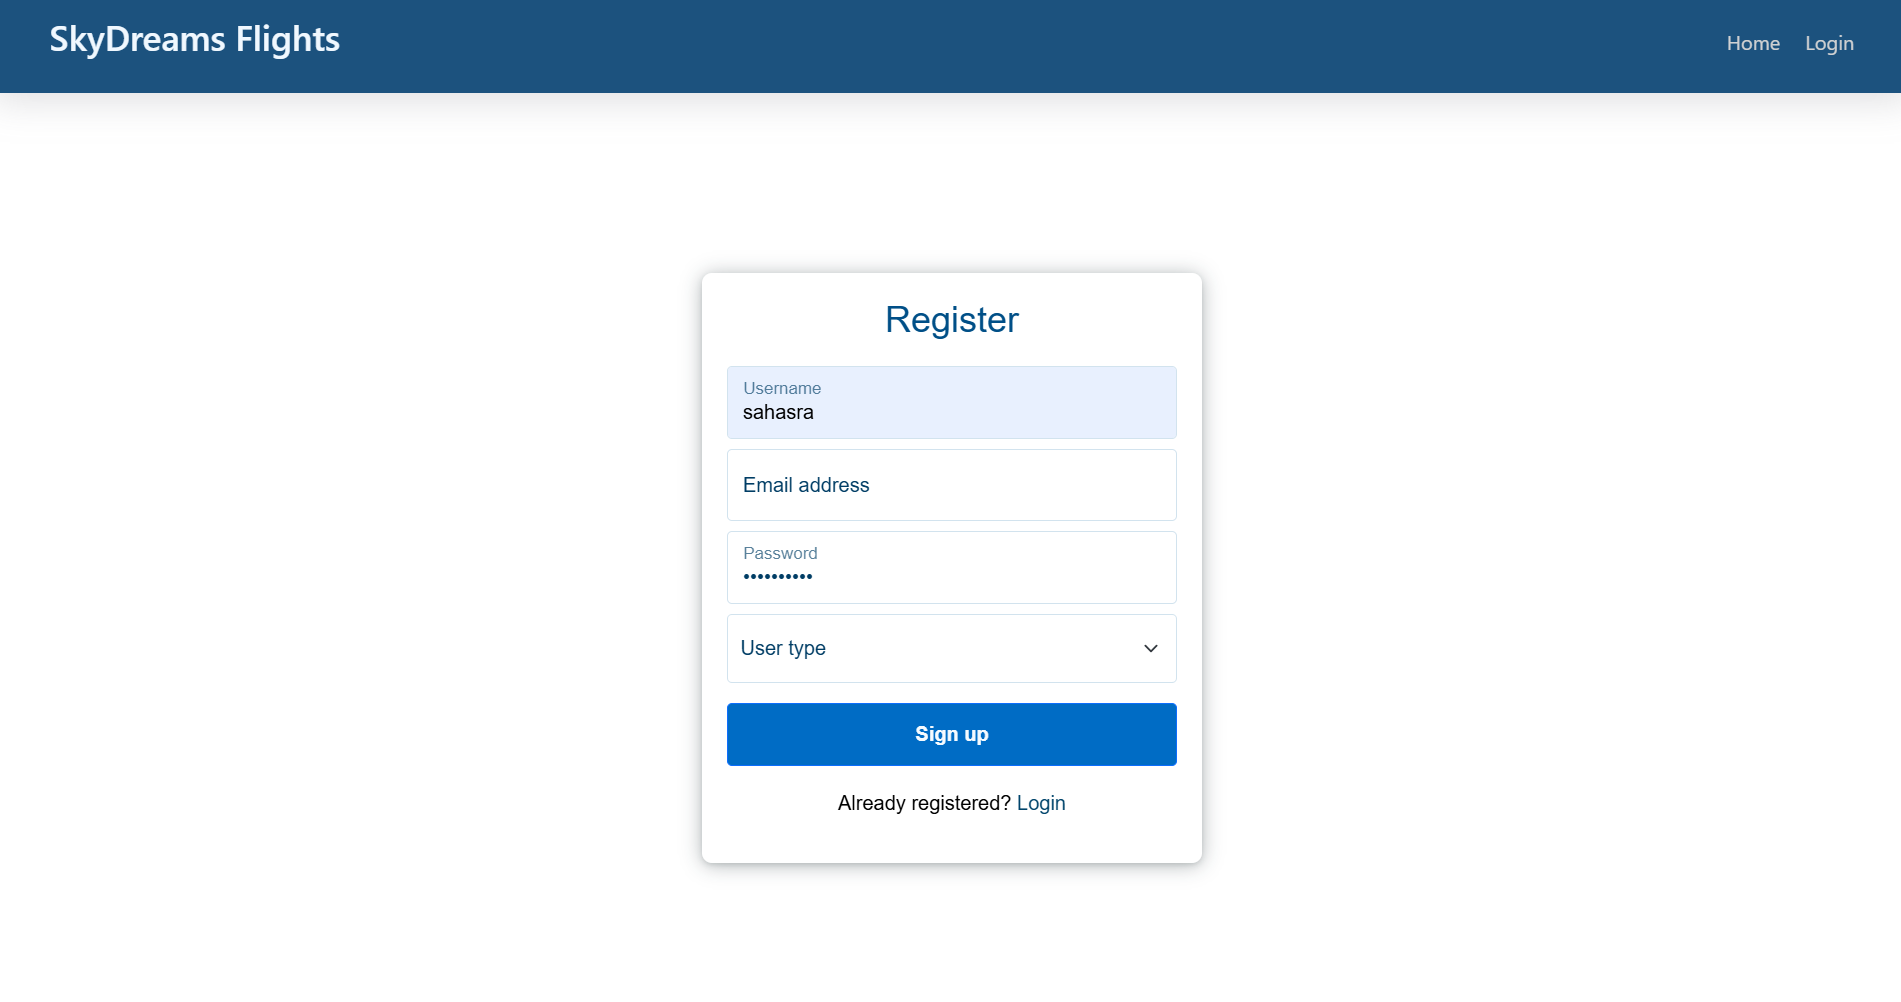 SkyDreams Flights
Home Login
Register
Username
sahasra
Email address
Password
••••••••••
User type
Sign up
Already registered? Login